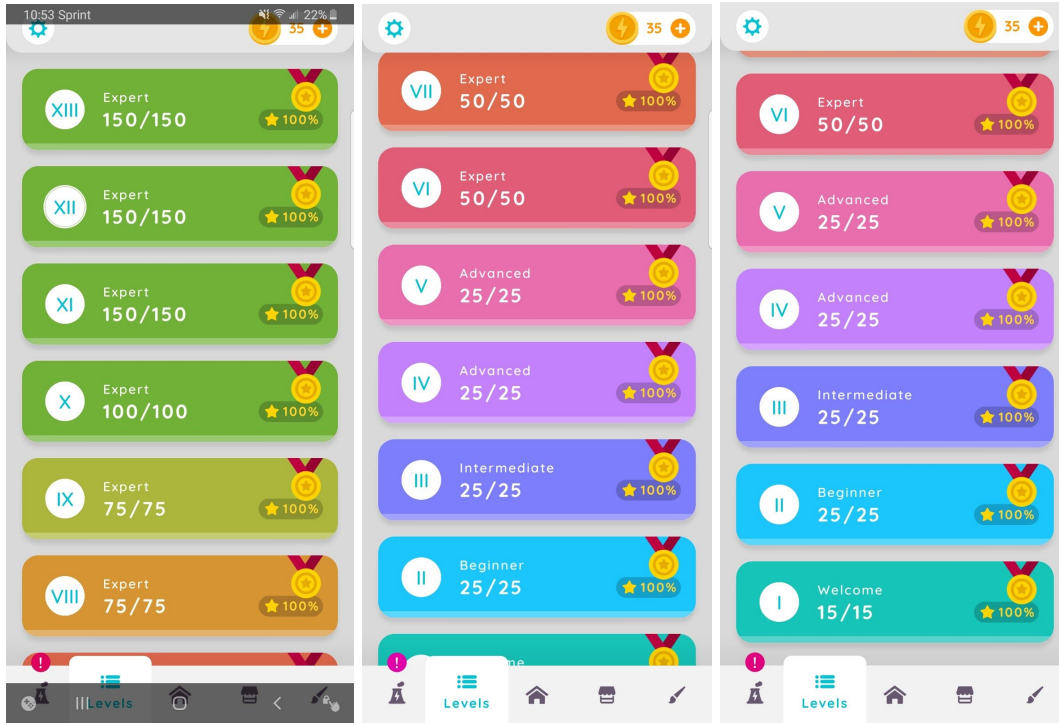 10:53 Sprint 22%
35
XIII
Expert
150/150
100%
XII
Expert
150/150
100%
XI
Expert
150/150
100%
X
Expert
100/100
100%
IX
Expert
75/75
100%
VIII
Expert
75/75
100%
!
Levels
35
VII
Expert
50/50
100%
VI
Expert
50/50
100%
V
Advanced
25/25
100%
IV
Advanced
25/25
100%
III
Intermediate
25/25
100%
II
Beginner
25/25
100%
!
Levels
35
VI
Expert
50/50
100%
V
Advanced
25/25
100%
IV
Advanced
25/25
100%
III
Intermediate
25/25
100%
II
Beginner
25/25
100%
I
Welcome
15/15
100%
!
Levels